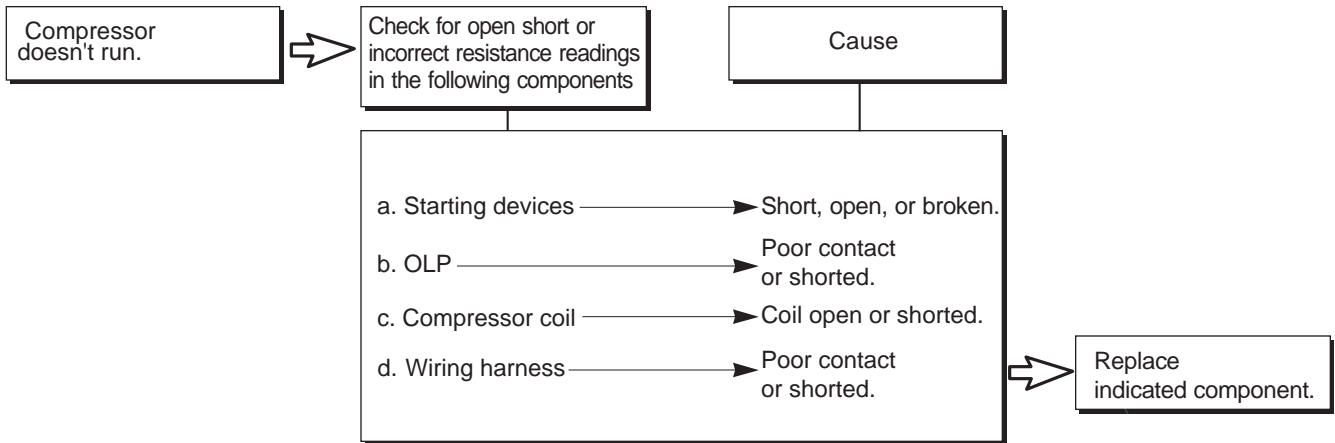 Compressor
doesn't run.
Check for open short or
incorrect resistance readings
in the following components
Cause
a. Starting devices
Short, open, or broken.
b. OLP
Poor contact
or shorted.
c. Compressor coil
Coil open or shorted.
d. Wiring harness
Poor contact
or shorted.
Replace
indicated component.